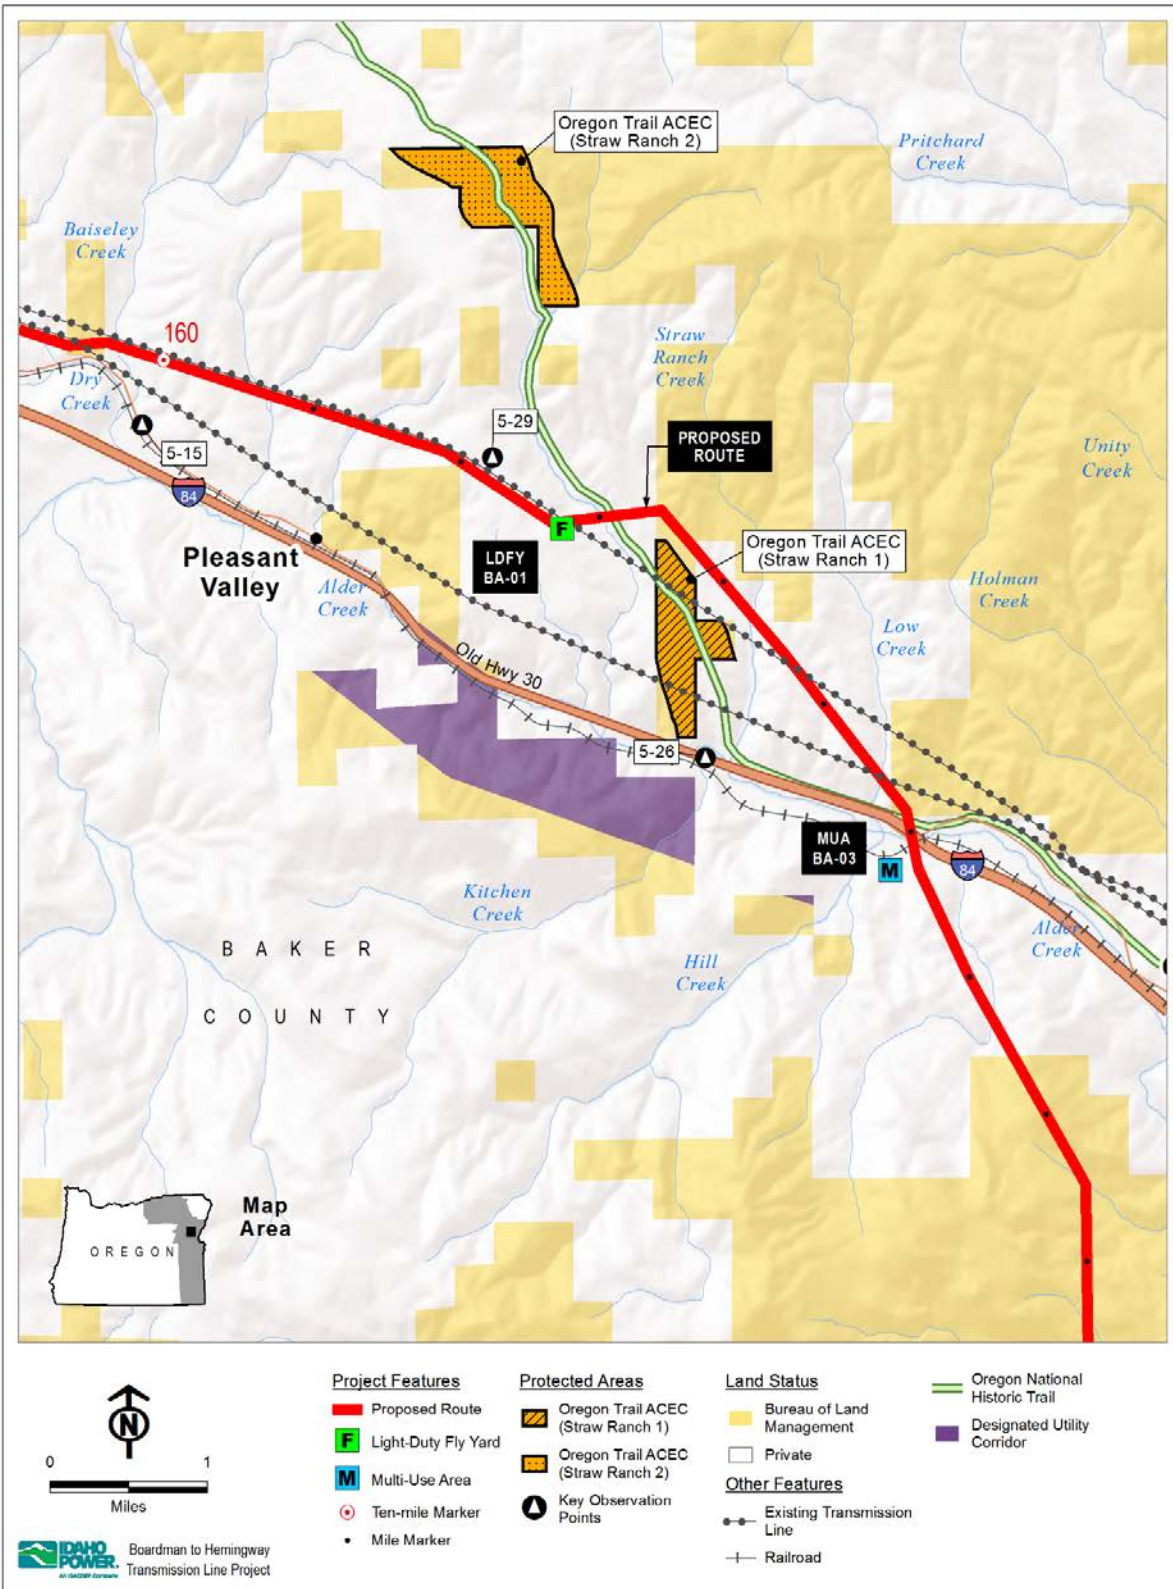 Oregon Trail ACEC
(Straw Ranch 2)
Pritchard
Creek
Baiseley
Creek
160
Straw
Ranch
Creek
Dry
Creek
5-29
PROPOSED
ROUTE
Unity
Creek
5-15
84
F
Oregon Trail ACEC
(Straw Ranch 1)
Pleasant
Valley
LDFY
BA-01
Alder
Creek
Holman
Creek
Low
Creek
Old Hwy 30
5-26
MUA
BA-03
M
84
Kitchen
Creek
Alder
Creek
BAKER
COUNTY
Hill
Creek
Map
Area
OREGON
N
0 1
Miles
IDAHO
POWER
An IDACORP Company
Boardman to Hemingway
Transmission Line Project
Project Features
Proposed Route
F Light-Duty Fly Yard
M Multi-Use Area
Ten-mile Marker
Mile Marker
Protected Areas
Oregon Trail ACEC
(Straw Ranch 1)
Oregon Trail ACEC
(Straw Ranch 2)
Key Observation
Points
Land Status
Bureau of Land
Management
Private
Other Features
Existing Transmission
Line
Railroad
Oregon National
Historic Trail
Designated Utility
Corridor